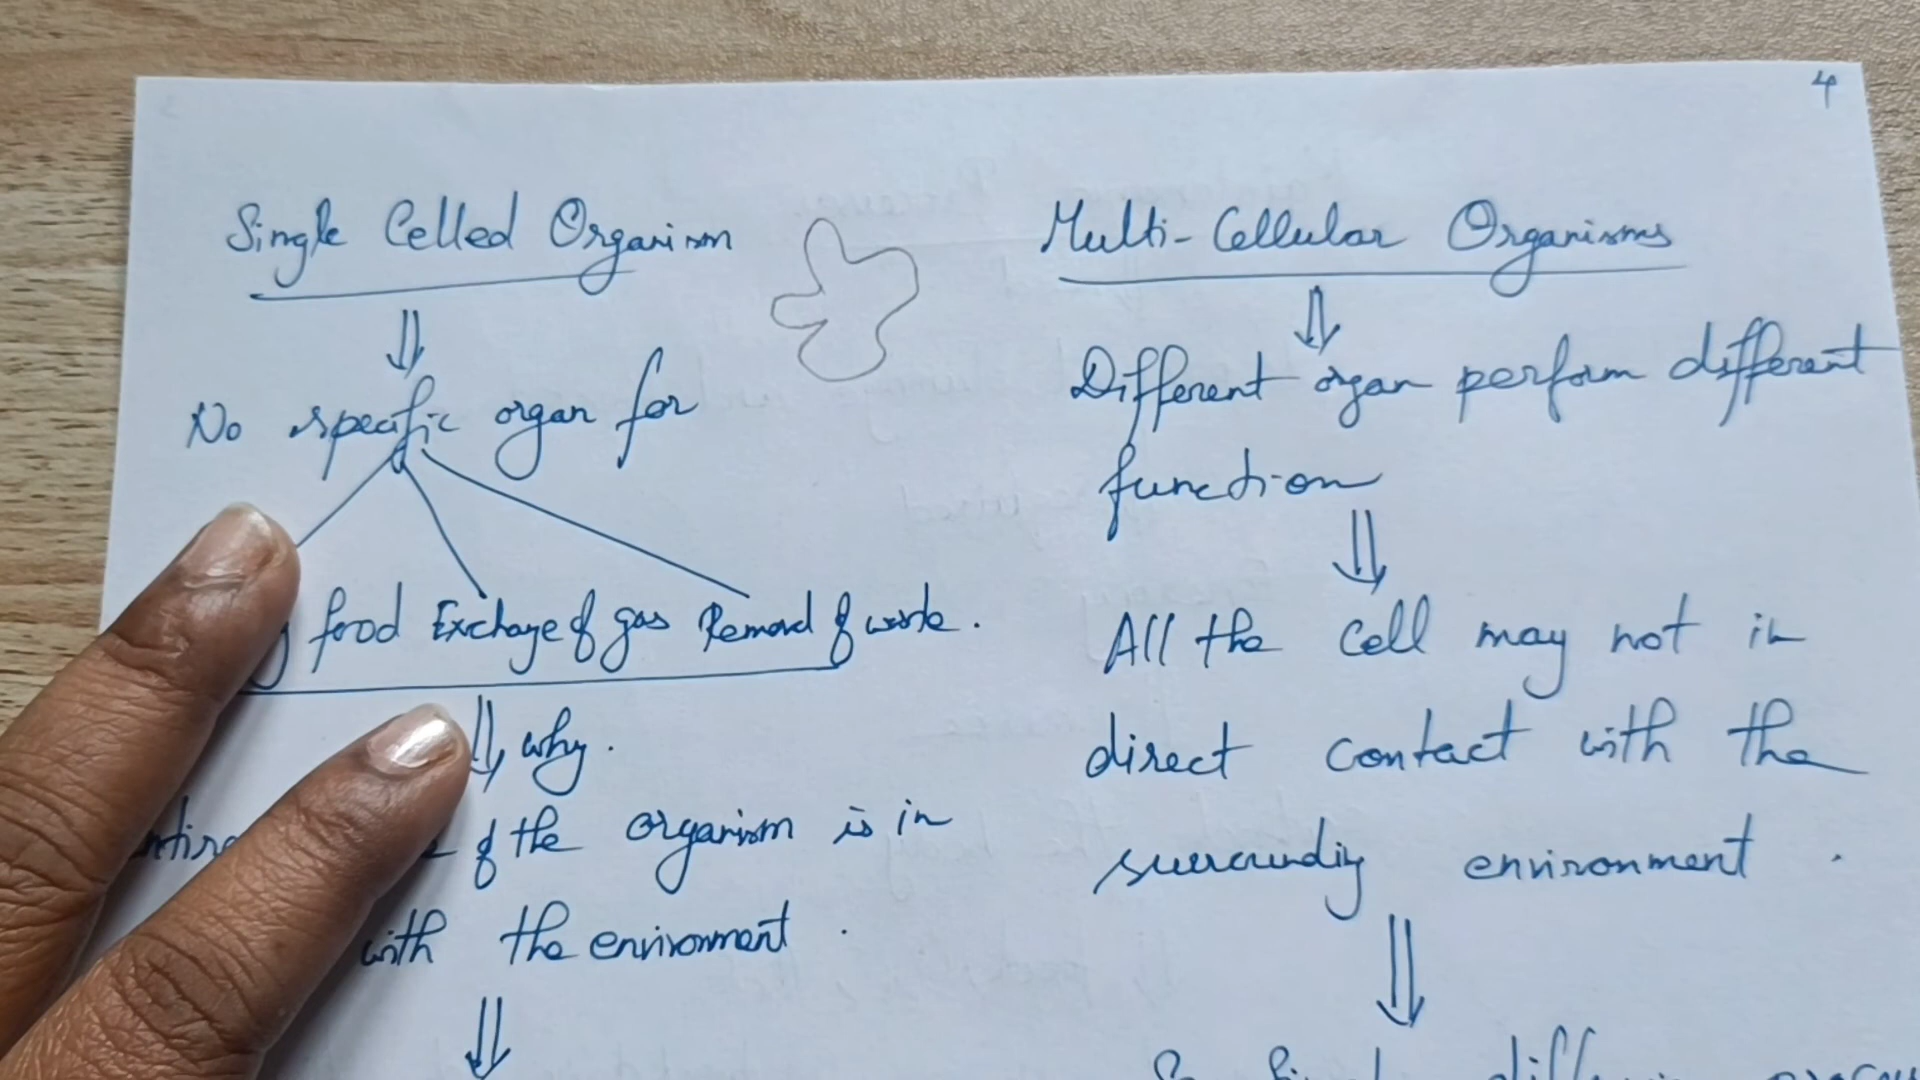 4
Single Celled Organism
No specific organ for
food Exchange of gas Removal of waste.
why.
of the organism is in
with the environment.
Multi-Cellular Organisms
Different organ perform different
function
All the cell may not in
direct contact with the
surrounding environment.